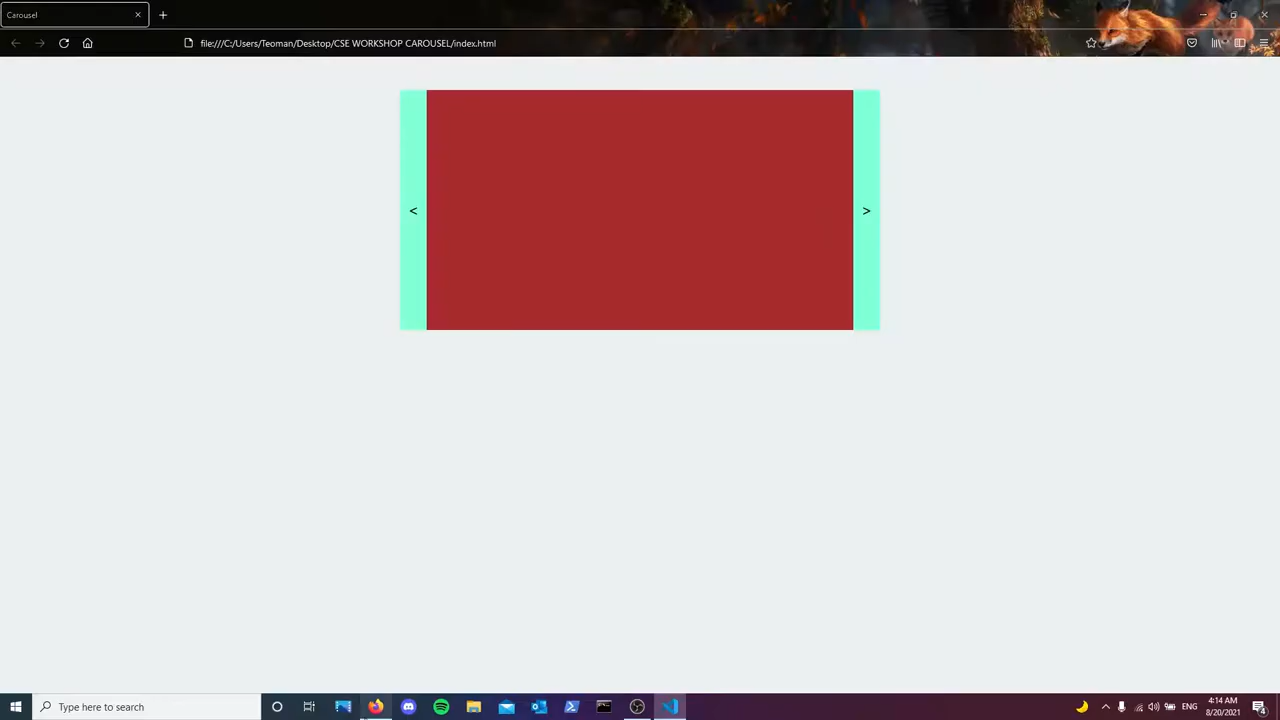 Carousel
file:///C:/Users/Teoman/Desktop/CSE WORKSHOP CAROUSEL/index.html
< >
Type here to search
ENG
4:14 AM
8/20/2021
4